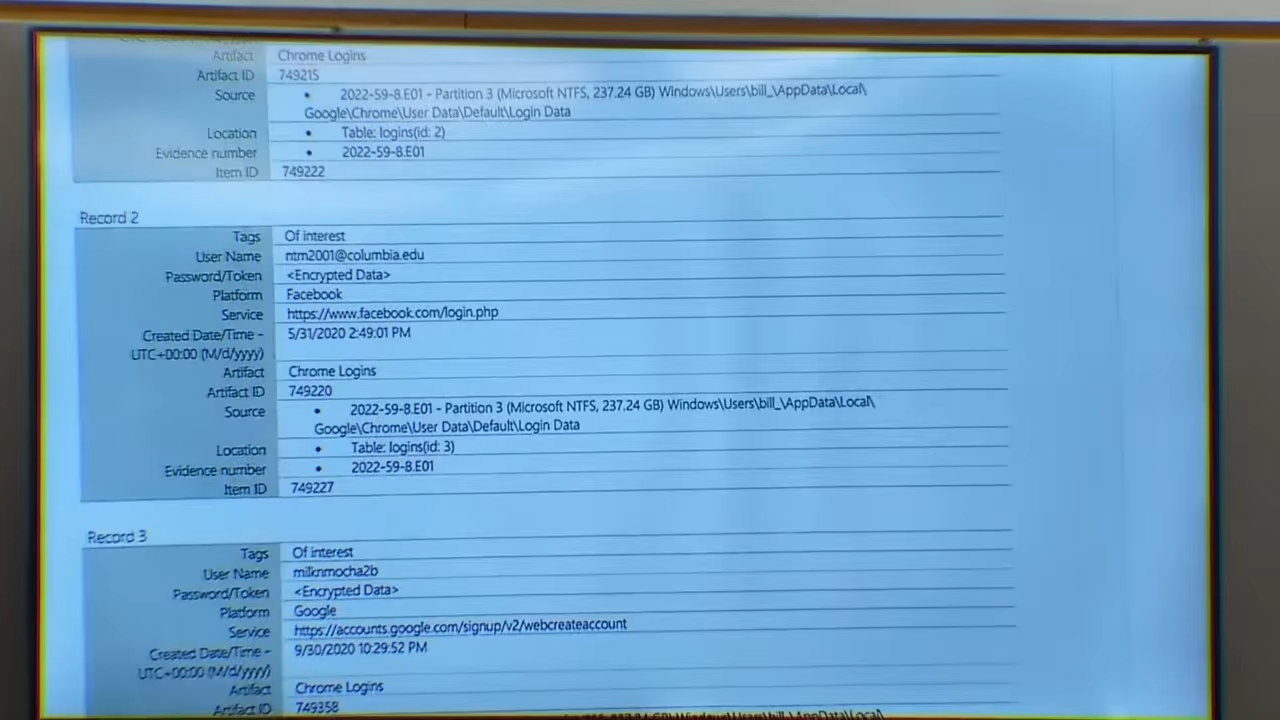 Artifact Chrome Logins
Artifact ID 749215
Source • 2022-59-8.E01 - Partition 3 (Microsoft NTFS, 237.24 GB) Windows\Users\bill_\AppData\Local\
Google\Chrome\User Data\Default\Login Data
Location • Table: logins(id: 2)
Evidence number • 2022-59-8.E01
Item ID 749222
Record 2
Tags Of interest
User Name ntm2001@columbia.edu
Password/Token <Encrypted Data>
Platform Facebook
Service https://www.facebook.com/login.php
Created Date/Time - 5/31/2020 2:49:01 PM
UTC+00:00 (M/d/yyyy)
Artifact Chrome Logins
Artifact ID 749220
Source • 2022-59-8.E01 - Partition 3 (Microsoft NTFS, 237.24 GB) Windows\Users\bill_\AppData\Local\
Google\Chrome\User Data\Default\Login Data
Location • Table: logins(id: 3)
Evidence number • 2022-59-8.E01
Item ID 749227
Record 3
Tags Of interest
User Name milknmocha2b
Password/Token <Encrypted Data>
Platform Google
Service https://accounts.google.com/signup/v2/webcreateaccount
Created Date/Time - 9/30/2020 10:29:52 PM
UTC+00:00 (M/d/yyyy)
Artifact Chrome Logins
Artifact ID 749358